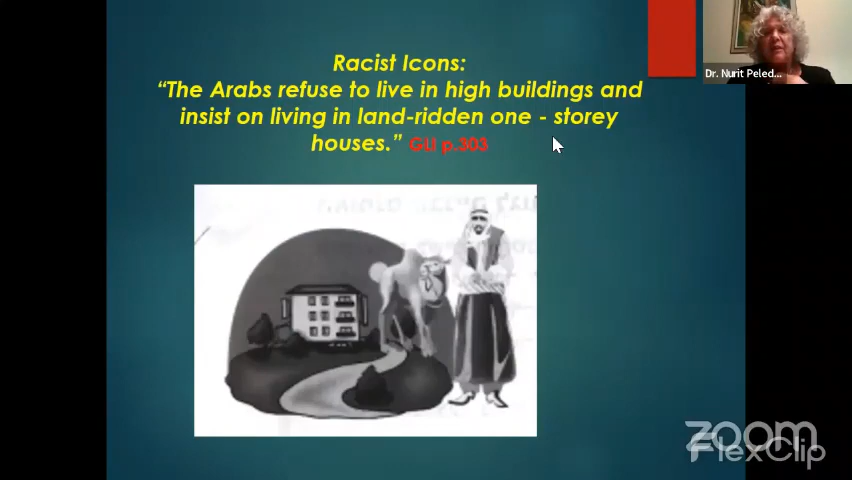 Racist Icons:
“The Arabs refuse to live in high buildings and
insist on living in land-ridden one - storey
houses.” GLI p.303
Dr. Nurit Peled...
zoom
FlexClip